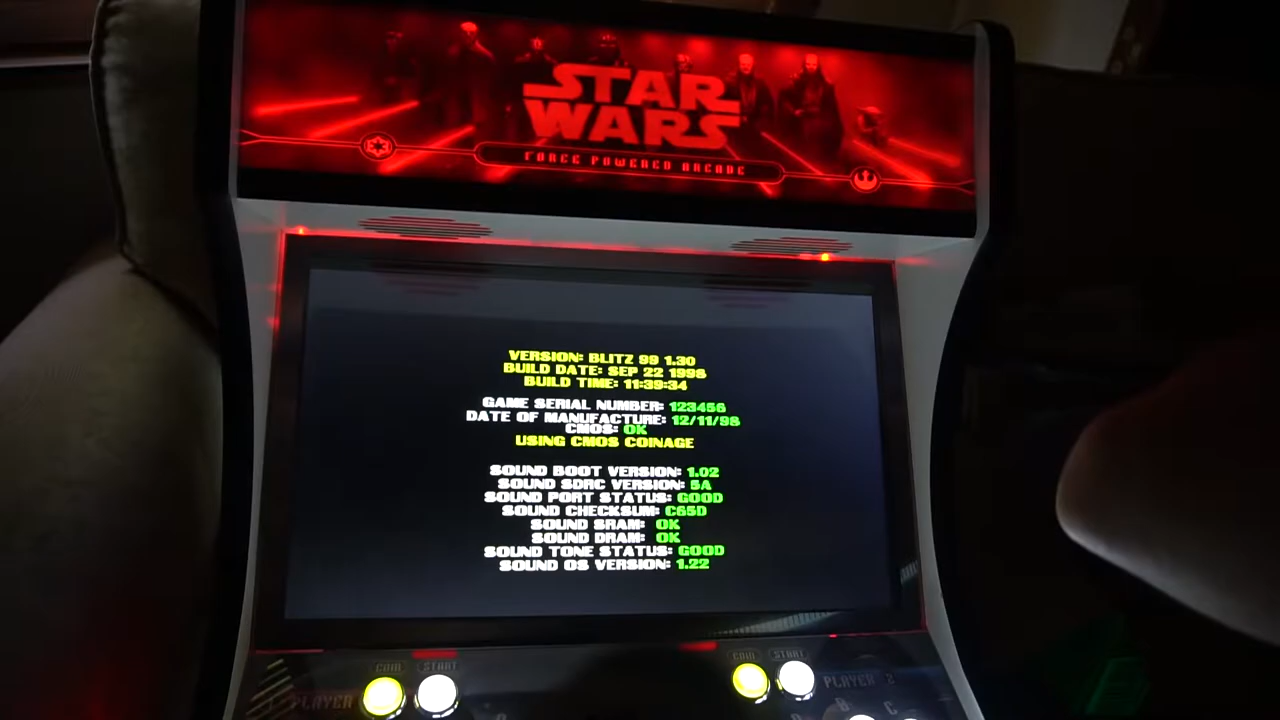 STAR
WARS
FORCE POWERED ARCADE
VERSION: BLITZ 99 1.30
BUILD DATE: SEP 22 1998
BUILD TIME: 11:39:34
GAME SERIAL NUMBER: 123456
DATE OF MANUFACTURE: 12/11/98
CMOS: OK
USING CMOS COINAGE
SOUND BOOT VERSION: 1.02
SOUND SDRC VERSION: 5A
SOUND PORT STATUS: GOOD
SOUND CHECKSUM: C65D
SOUND SRAM: OK
SOUND DRAM: OK
SOUND TONE STATUS: GOOD
SOUND OS VERSION: 1.22
COIN START
COIN START
PLAYER
PLAYER 2
B C